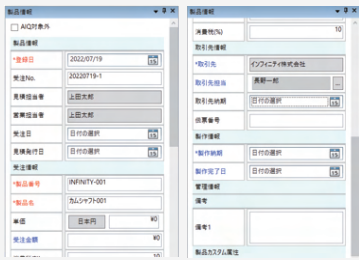 製品情報
AIQ対象外
製品情報
*登録日 2022/07/19
受注No. 20220719-1
見積担当者 上田太郎
営業担当者 上田太郎
受注日 日付の選択
見積発行日 日付の選択
受注情報
*製品番号 INFINITY-001
*製品名 カムシャフト001
単価 日本円 ¥0
受注金額 ¥0
10
製品情報
消費税(%) 10
取引先情報
*取引先 インフィニティ株式会社
取引先担当 長野一郎 ...
取引先納期 日付の選択
伝票番号
製作情報
*製作納期 日付の選択
製作完了日 日付の選択
管理情報
備考
備考1
製品カスタム属性